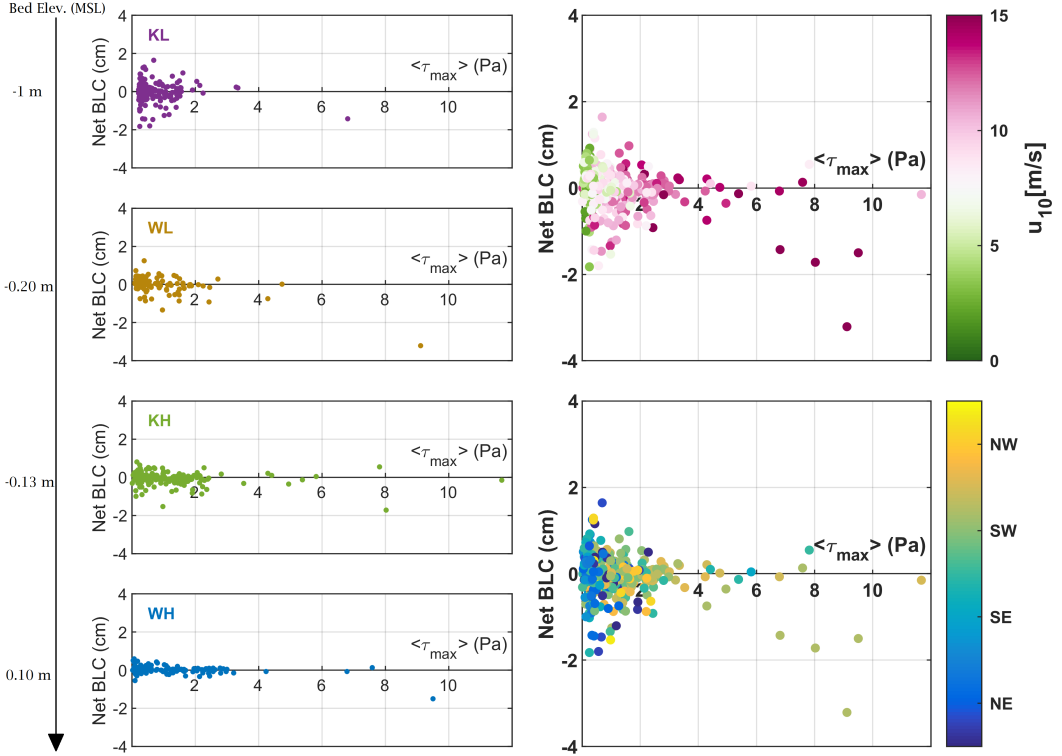 Bed Elev. (MSL)
-1 m
-0.20 m
-0.13 m
0.10 m
4
2
0
-2
-4
Net BLC (cm)
KL
<τmax> (Pa)
2 4 6 8 10
4
2
0
-2
-4
Net BLC (cm)
WL
<τmax> (Pa)
2 4 6 8 10
4
2
0
-2
-4
Net BLC (cm)
KH
<τmax> (Pa)
2 4 6 8 10
4
2
0
-2
-4
Net BLC (cm)
WH
<τmax> (Pa)
2 4 6 8 10
4
2
0
-2
-4
Net BLC (cm)
<τmax> (Pa)
2 4 6 8 10
15
10
5
0
u10[m/s]
4
2
0
-2
-4
Net BLC (cm)
<τmax> (Pa)
2 4 6 8 10
NW
SW
SE
NE